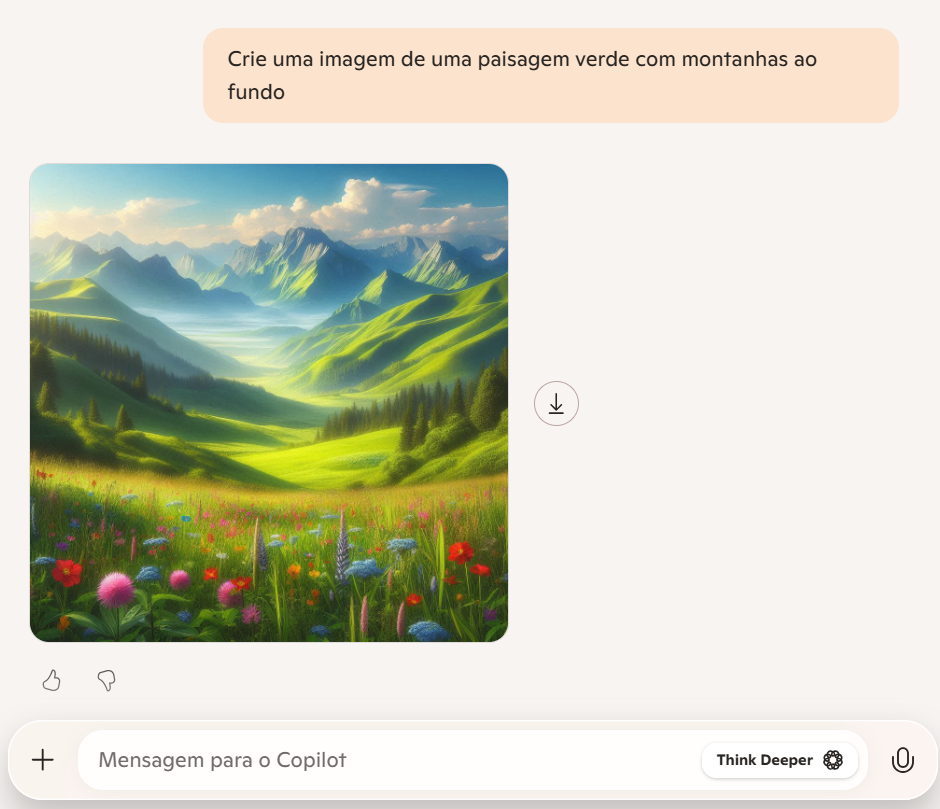 Crie uma imagem de uma paisagem verde com montanhas ao
fundo
Mensagem para o Copilot
Think Deeper